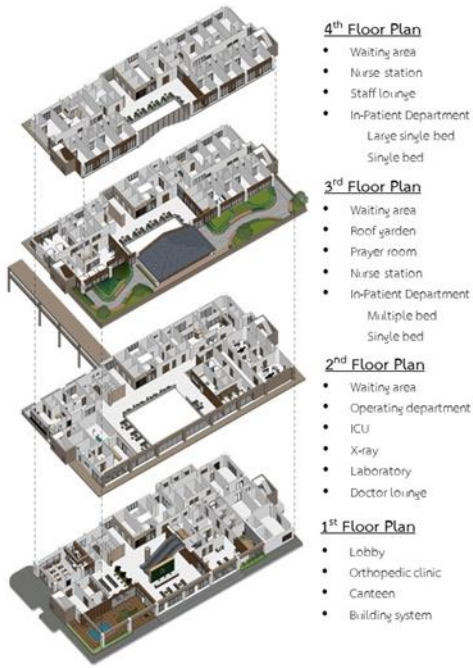 4th Floor Plan
• Waiting area
• Nurse station
• Staff lounge
• In-Patient Department
Large single bed
Single bed
3rd Floor Plan
• Waiting area
• Roof garden
• Prayer room
• Nurse station
• In-Patient Department
Multiple bed
Single bed
2nd Floor Plan
• Waiting area
• Operating department
• ICU
• X-ray
• Laboratory
• Doctor lounge
1st Floor Plan
• Lobby
• Orthopedic clinic
• Canteen
• Building system